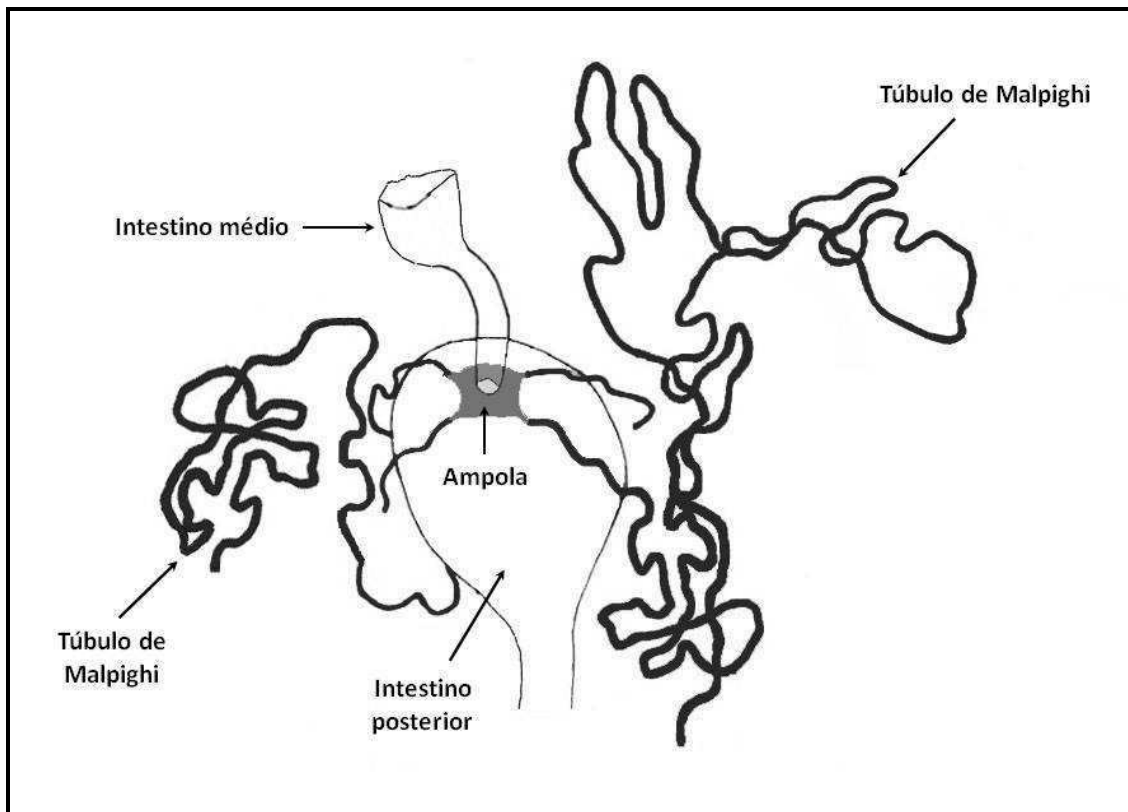 Túbulo de Malpighi
Intestino médio
Ampola
Túbulo de
Malpighi
Intestino
posterior